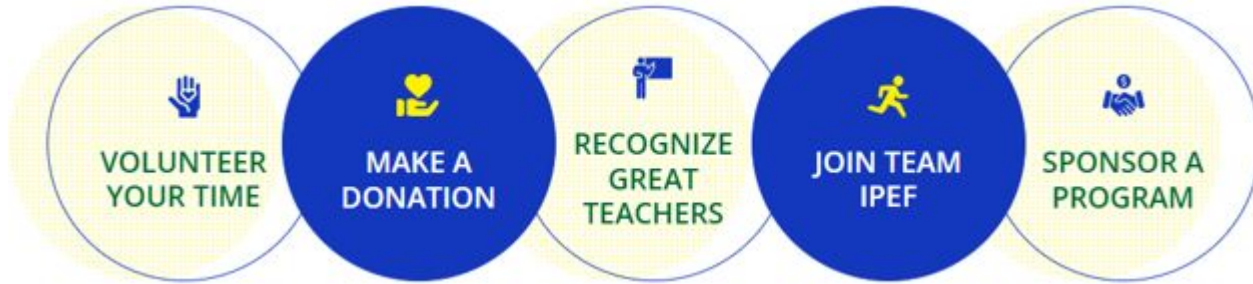 VOLUNTEER
YOUR TIME
MAKE A
DONATION
RECOGNIZE
GREAT
TEACHERS
JOIN TEAM
IPEF
SPONSOR A
PROGRAM